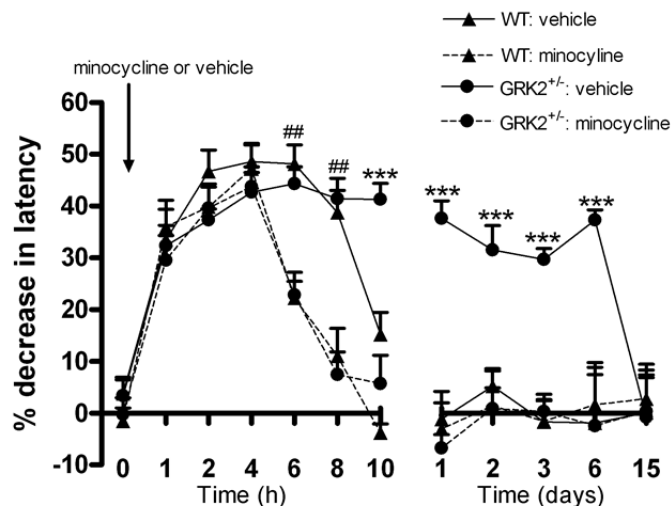 WT: vehicle
WT: minocyline
GRK2+/-: vehicle
GRK2+/-: minocycline
minocycline or vehicle
% decrease in latency
60
50
40
30
20
10
0
-10
##
##
***
***
***
***
***
0 1 2 4 6 8 10
1 2 3 6 15
Time (h)
Time (days)